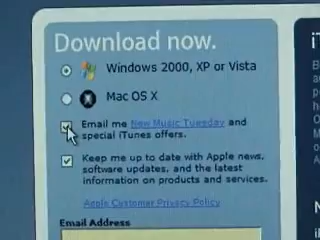 Download now.
Windows 2000, XP or Vista
Mac OS X
Email me New Music Tuesday and
special iTunes offers.
Keep me up to date with Apple news,
software updates, and the latest
information on products and services.
Apple Customer Privacy Policy
Email Address